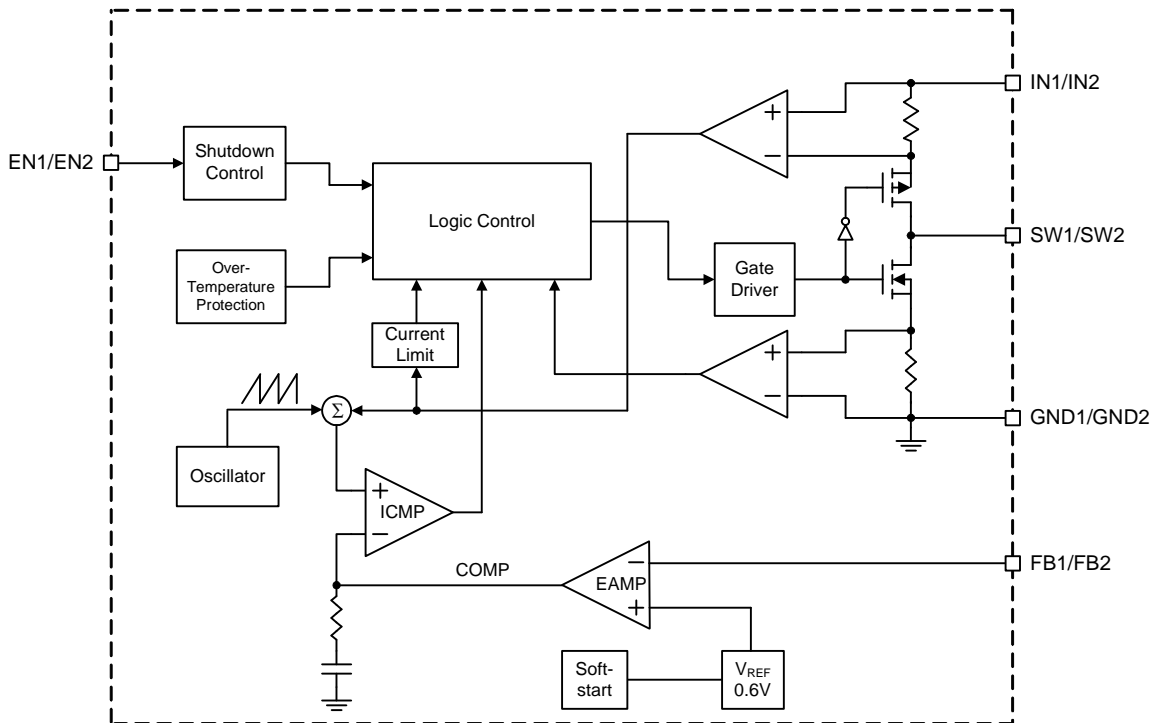 IN1/IN2
EN1/EN2
Shutdown
Control
Logic Control
SW1/SW2
Over-
Temperature
Protection
Gate
Driver
Current
Limit
Σ
GND1/GND2
Oscillator
ICMP
COMP
EAMP
FB1/FB2
Soft-
start
VREF
0.6V